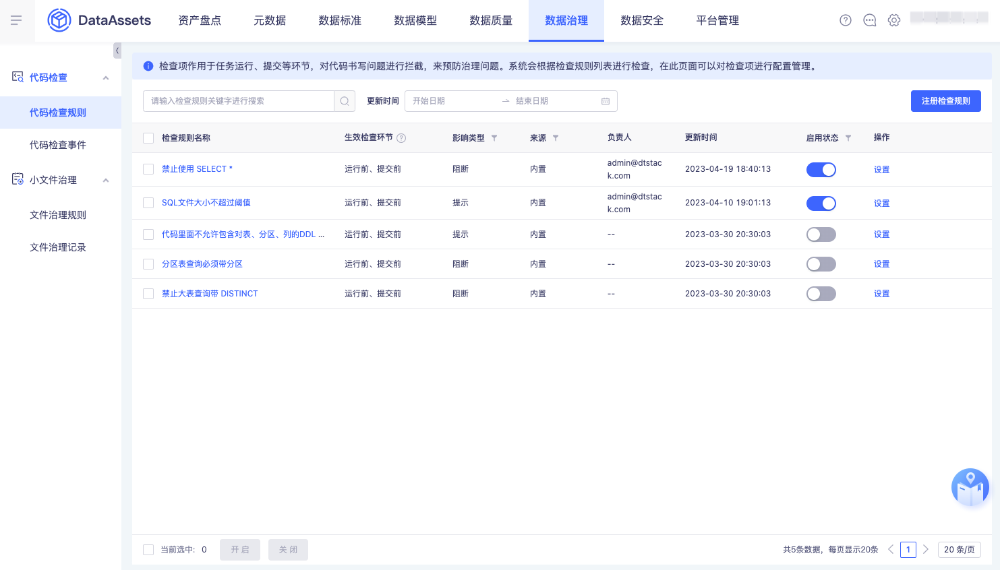 DataAssets 资产盘点 元数据 数据标准 数据模型 数据质量 数据治理 数据安全 平台管理
代码检查
代码检查规则
代码检查事件
小文件治理
文件治理规则
文件治理记录
检查项作用于任务运行、提交等环节，对代码书写问题进行拦截，来预防治理问题。系统会根据检查规则列表进行检查，在此页面可以对检查项进行配置管理。
请输入检查规则关键字进行搜索 更新时间 开始日期 结束日期 注册检查规则
检查规则名称 生效检查环节 影响类型 来源 负责人 更新时间 启用状态 操作
禁止使用 SELECT * 运行前、提交前 阻断 内置 admin@dtstac
k.com 2023-04-19 18:40:13 设置
SQL文件大小不超过阈值 运行前、提交前 提示 内置 admin@dtstac
k.com 2023-04-10 19:01:13 设置
代码里面不允许包含对表、分区、列的DDL ... 运行前、提交前 提示 内置 -- 2023-03-30 20:30:03 设置
分区表查询必须带分区 运行前、提交前 阻断 内置 -- 2023-03-30 20:30:03 设置
禁止大表查询带 DISTINCT 运行前、提交前 阻断 内置 -- 2023-03-30 20:30:03 设置
当前选中: 0 开 启 关 闭 共5条数据，每页显示20条 1 20 条/页